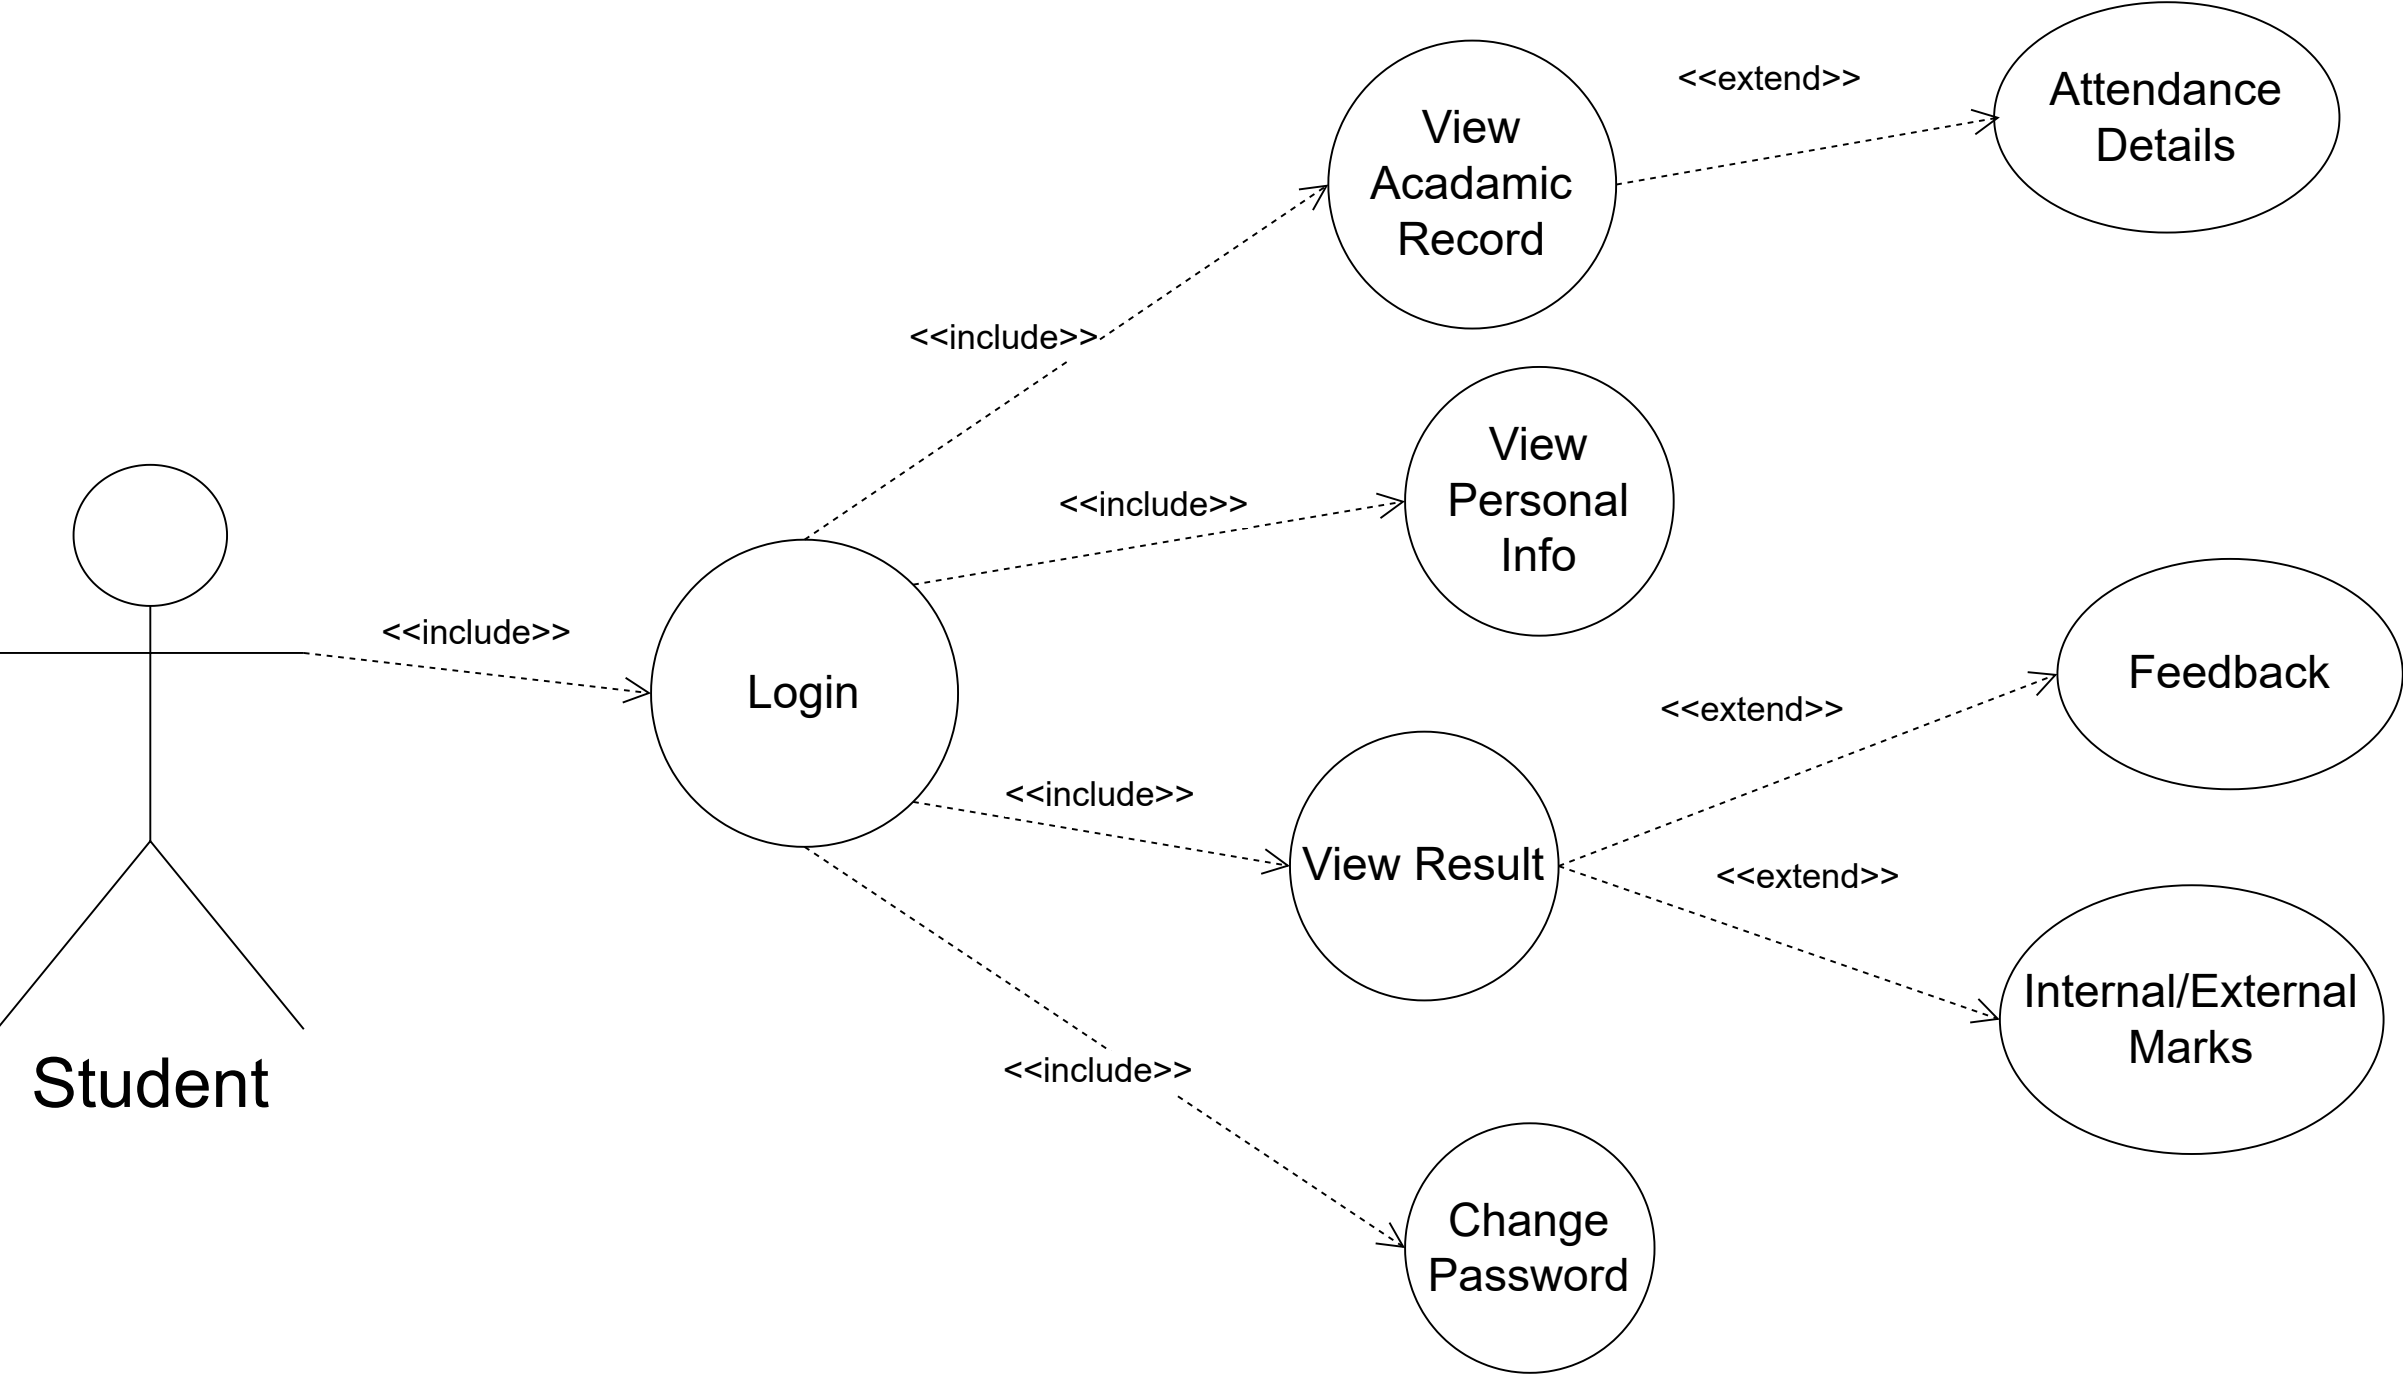 <<extend>>
Attendance
Details
View
Acadamic
Record
<<include>>
View
Personal
Info
<<include>>
<<include>>
Login
Feedback
<<extend>>
<<include>>
View Result
<<extend>>
Internal/External
Marks
<<include>>
Student
Change
Password